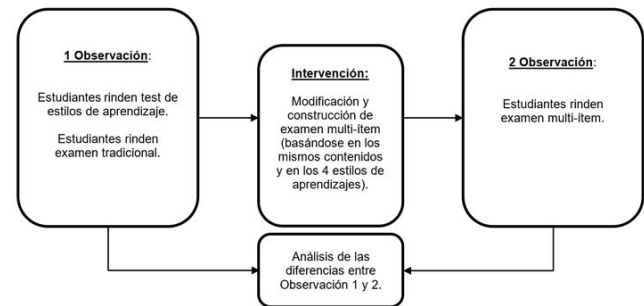 1 Observación:
Estudiantes rinden test de
estilos de aprendizaje.
Estudiantes rinden
examen tradicional.
Intervención:
Modificación y
construcción de
examen multi-ítem
(basándose en los
mismos contenidos
y en los 4 estilos de
aprendizajes).
2 Observación:
Estudiantes rinden
examen multi-ítem.
Análisis de las
diferencias entre
Observación 1 y 2.